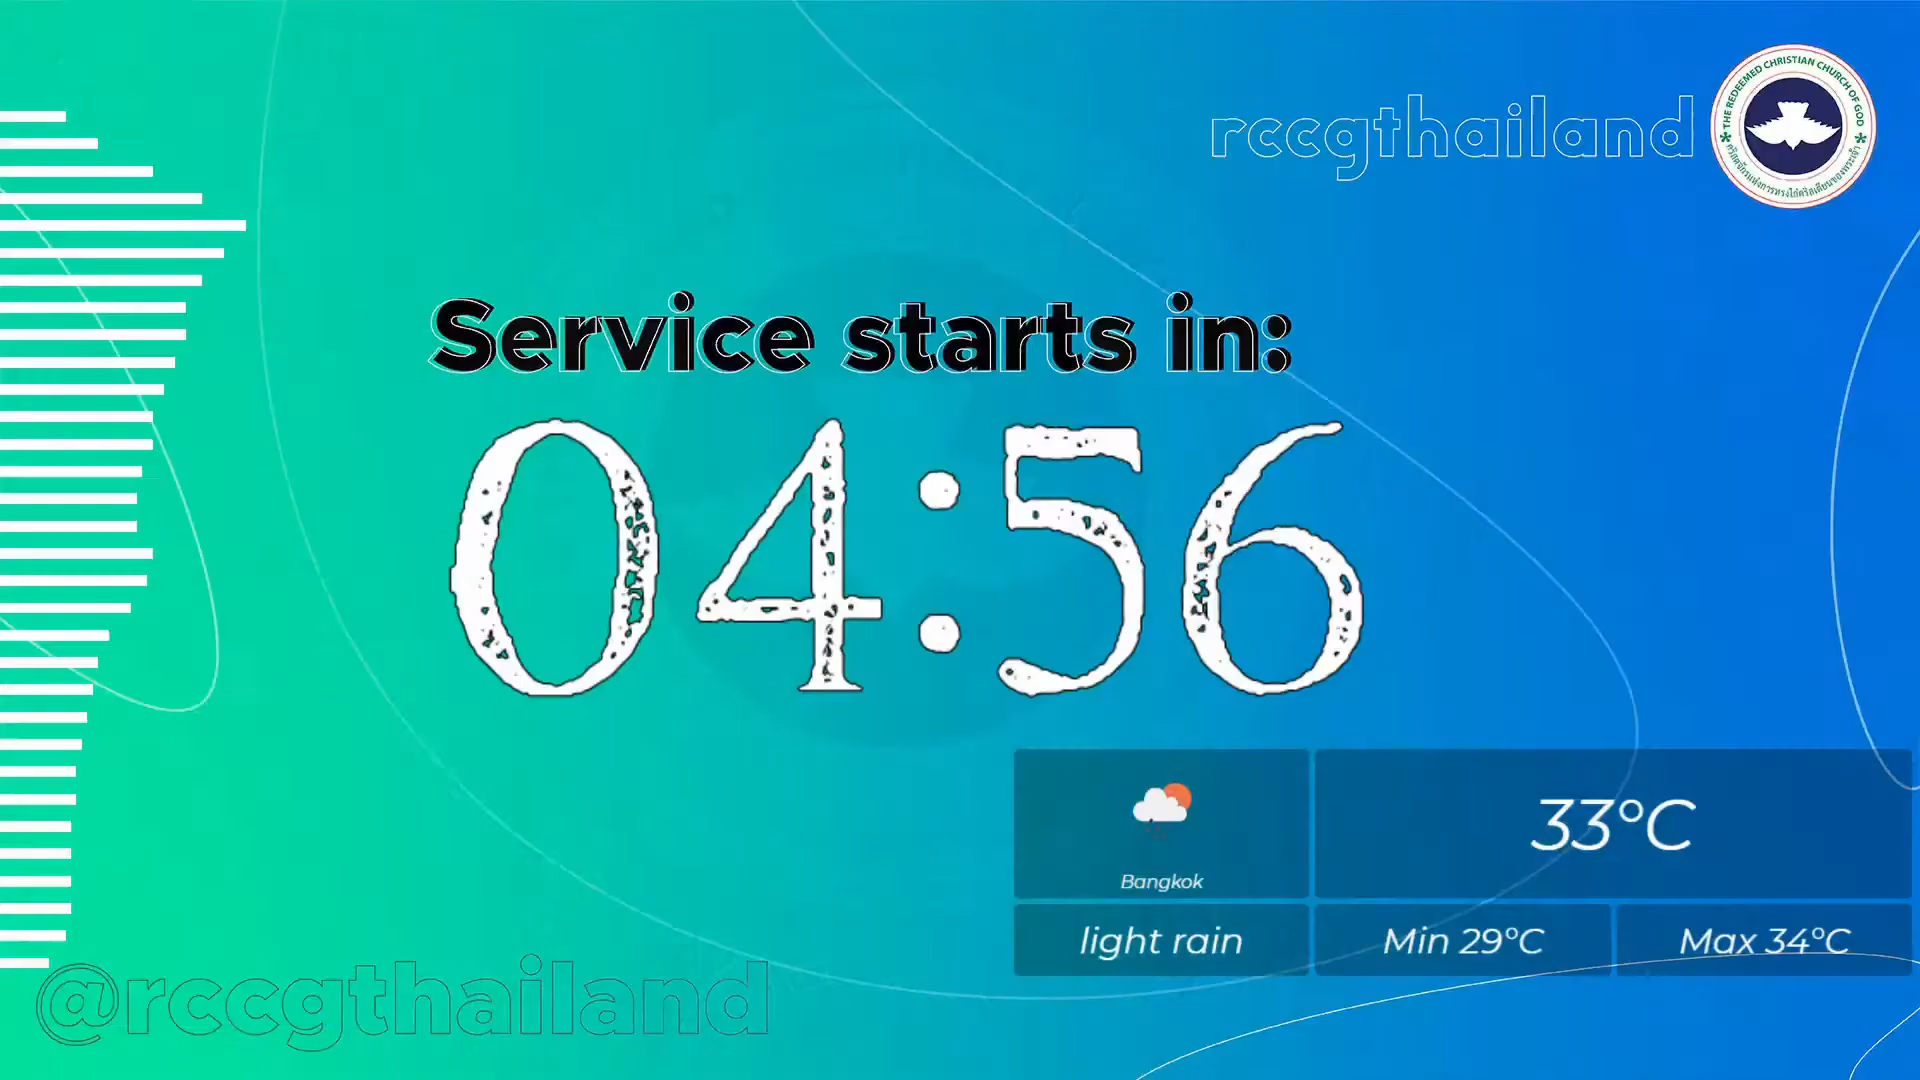 rccgthailand
THE REDEEMED CHRISTIAN CHURCH OF GOD
Service starts in:
04:56
33°C
Bangkok
light rain
Min 29°C
Max 34°C
@rccgthailand